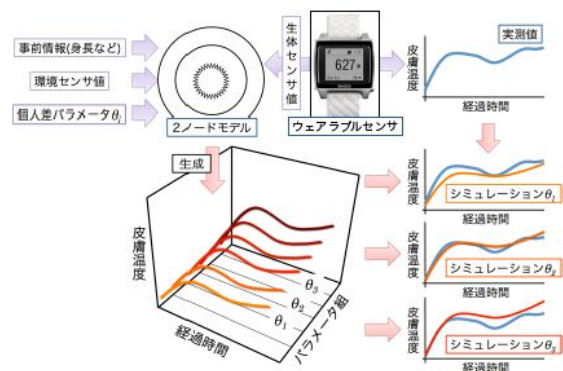 事前情報(身長など)
環境センサ値
個人差パラメータθi
2ノードモデル
生体センサ値
627
ウェアラブルセンサ
実測値
皮膚温度
経過時間
生成
皮膚温度
経過時間
パラメータ組
θ1
θ2
θ3
皮膚温度
シミュレーションθ1
経過時間
皮膚温度
シミュレーションθ2
経過時間
皮膚温度
シミュレーションθ3
経過時間